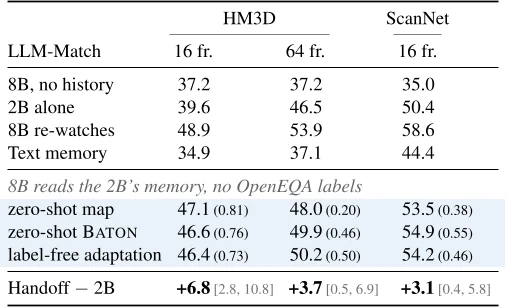 HM3D ScanNet
LLM-Match 16 fr. 64 fr. 16 fr.
8B, no history 37.2 37.2 35.0
2B alone 39.6 46.5 50.4
8B re-watches 48.9 53.9 58.6
Text memory 34.9 37.1 44.4
8B reads the 2B's memory, no OpenEQA labels
zero-shot map 47.1 (0.81) 48.0 (0.20) 53.5 (0.38)
zero-shot BATON 46.6 (0.76) 49.9 (0.46) 54.9 (0.55)
label-free adaptation 46.4 (0.73) 50.2 (0.50) 54.2 (0.46)
Handoff − 2B +6.8 [2.8, 10.8] +3.7 [0.5, 6.9] +3.1 [0.4, 5.8]